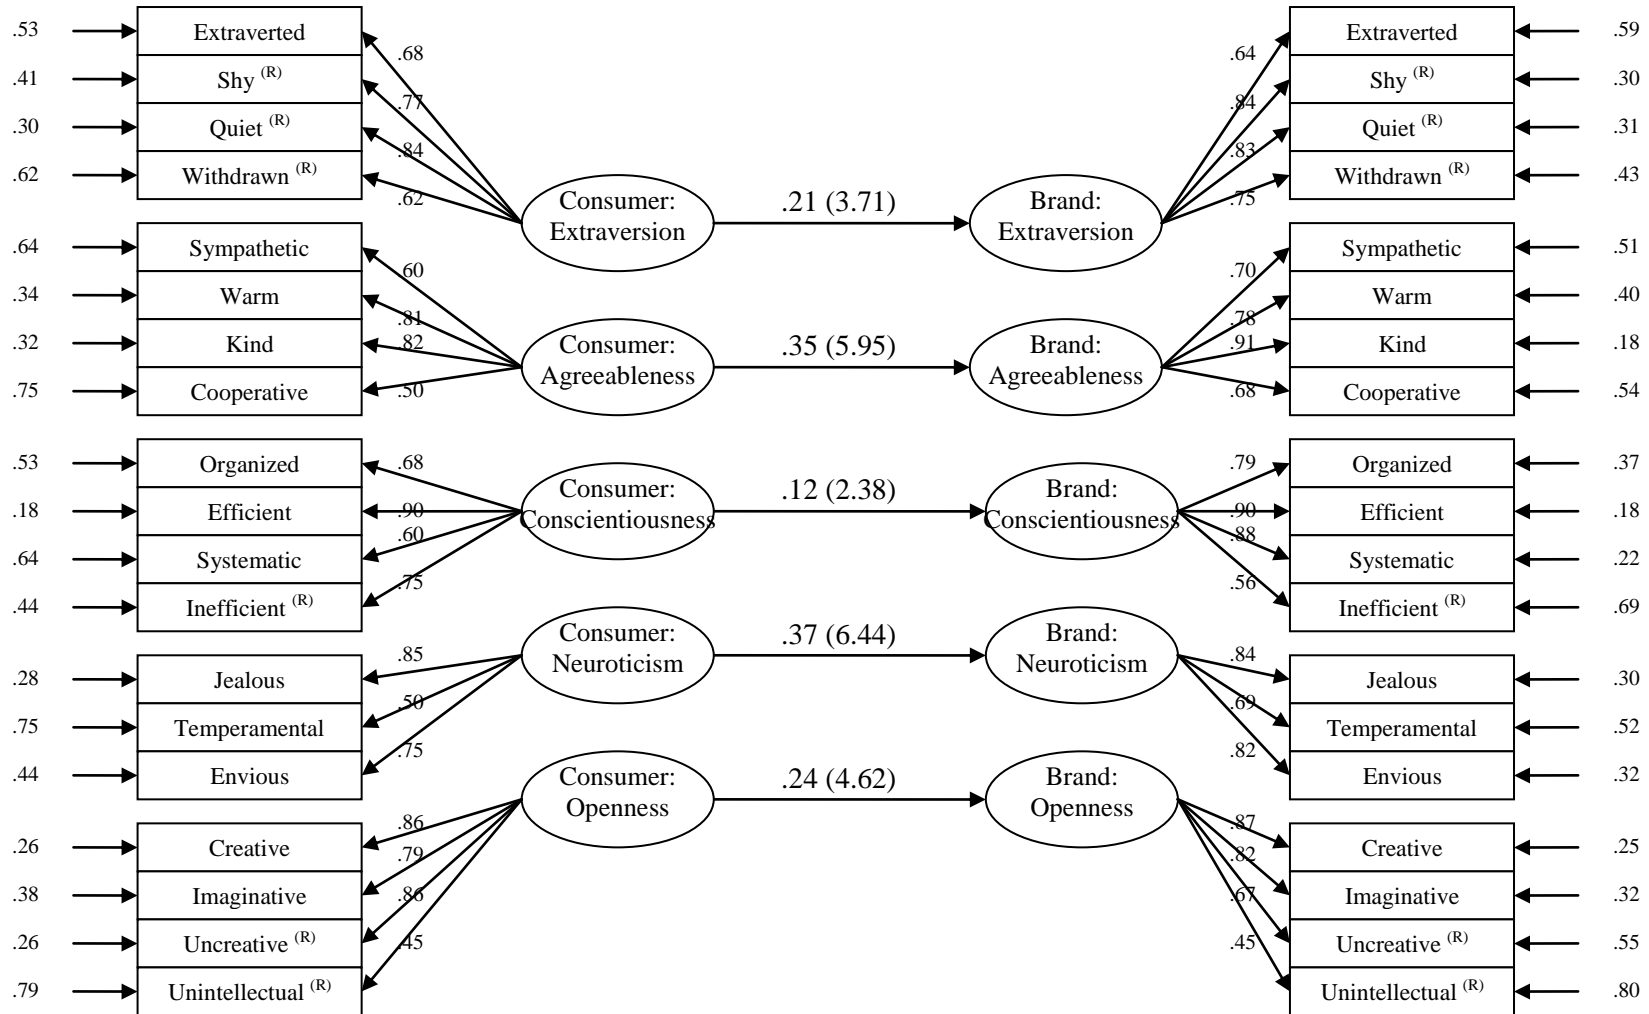 .53 Extraverted .68 .64 Extraverted .59
.41 Shy (R) .77 .84 Shy (R) .30
.30 Quiet (R) .84 .83 Quiet (R) .31
.62 Withdrawn (R) .62 .75 Withdrawn (R) .43
Consumer: .21 (3.71) Brand:
Extraversion Extraversion
.64 Sympathetic .60 .70 Sympathetic .51
.34 Warm .81 .78 Warm .40
.32 Kind .82 .91 Kind .18
Consumer: .35 (5.95) Brand:
Agreeableness Agreeableness
.75 Cooperative .50 .68 Cooperative .54
.53 Organized .68 .79 Organized .37
Consumer: .12 (2.38) Brand:
.18 Efficient .90 Conscientiousness Conscientiousness .90 Efficient .18
.64 Systematic .60 .88 Systematic .22
.44 Inefficient (R) .75 .56 Inefficient (R) .69
Consumer: .37 (6.44) Brand:
Neuroticism Neuroticism
.28 Jealous .85 .84 Jealous .30
.75 Temperamental .50 .69 Temperamental .52
.44 Envious .75 .82 Envious .32
Consumer: .24 (4.62) Brand:
Openness Openness
.26 Creative .86 .87 Creative .25
.38 Imaginative .79 .82 Imaginative .32
.26 Uncreative (R) .86 .67 Uncreative (R) .55
.79 Unintellectual (R) .45 .45 Unintellectual (R) .80